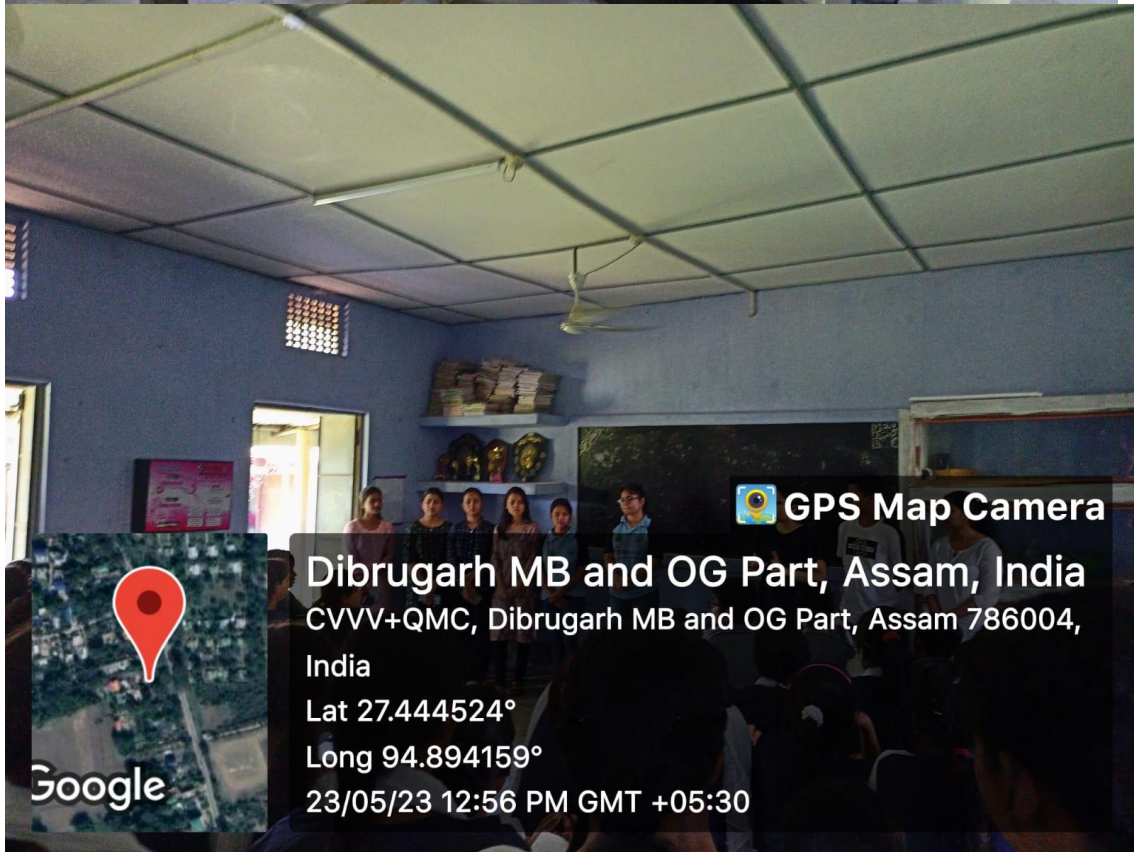 GPS Map Camera
Dibrugarh MB and OG Part, Assam, India
CVVV+QMC, Dibrugarh MB and OG Part, Assam 786004,
India
Lat 27.444524°
Long 94.894159°
23/05/23 12:56 PM GMT +05:30
Google